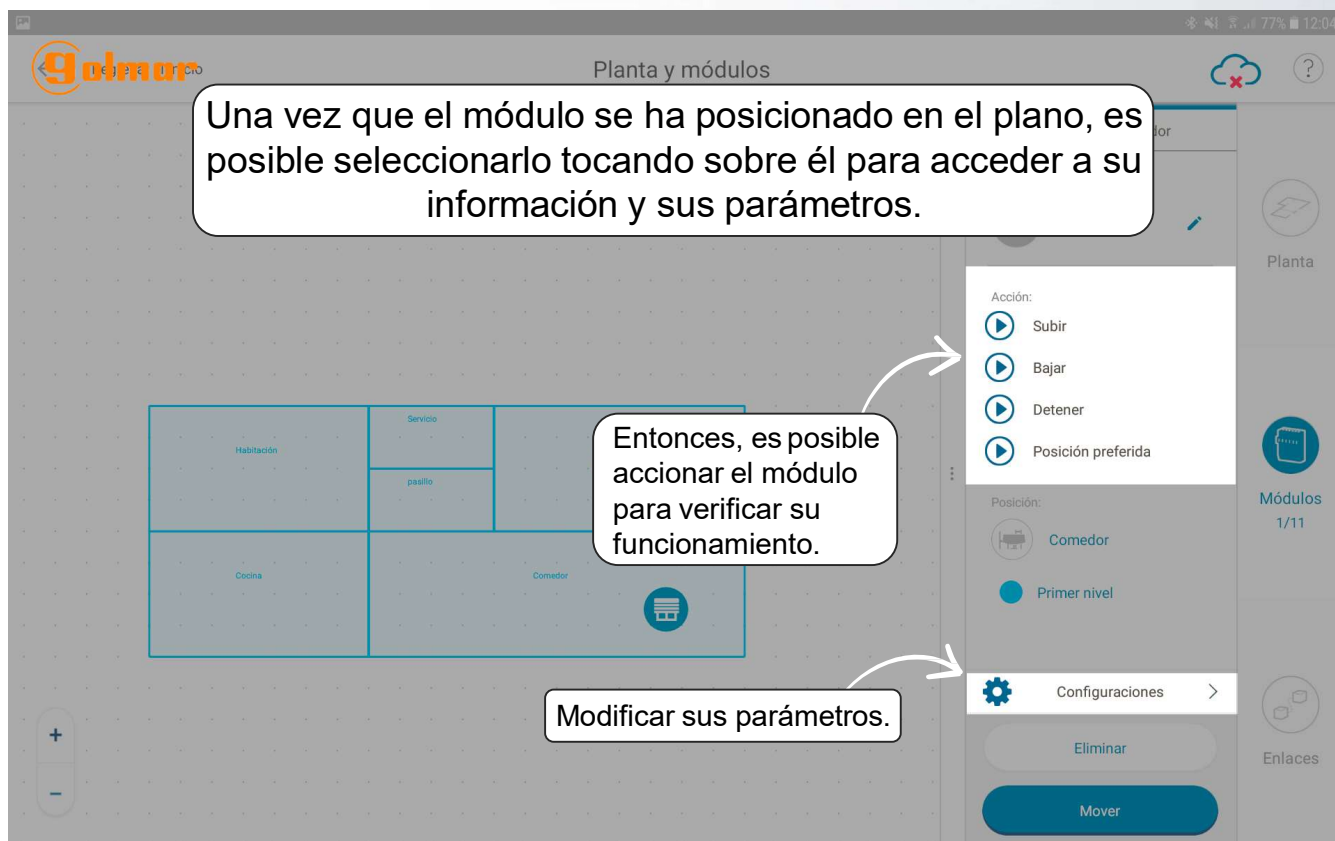 77% 12:04
golmar
Planta y módulos
?
Una vez que el módulo se ha posicionado en el plano, es
posible seleccionarlo tocando sobre él para acceder a su
información y sus parámetros.
Planta
Acción:
Subir
Bajar
Detener
Posición preferida
Habitación
Servicio
pasillo
Cocina
Comedor
Entonces, es posible
accionar el módulo
para verificar su
funcionamiento.
Posición:
Comedor
Primer nivel
Módulos
1/11
Modificar sus parámetros.
Configuraciones
Eliminar
Mover
Enlaces
+
-